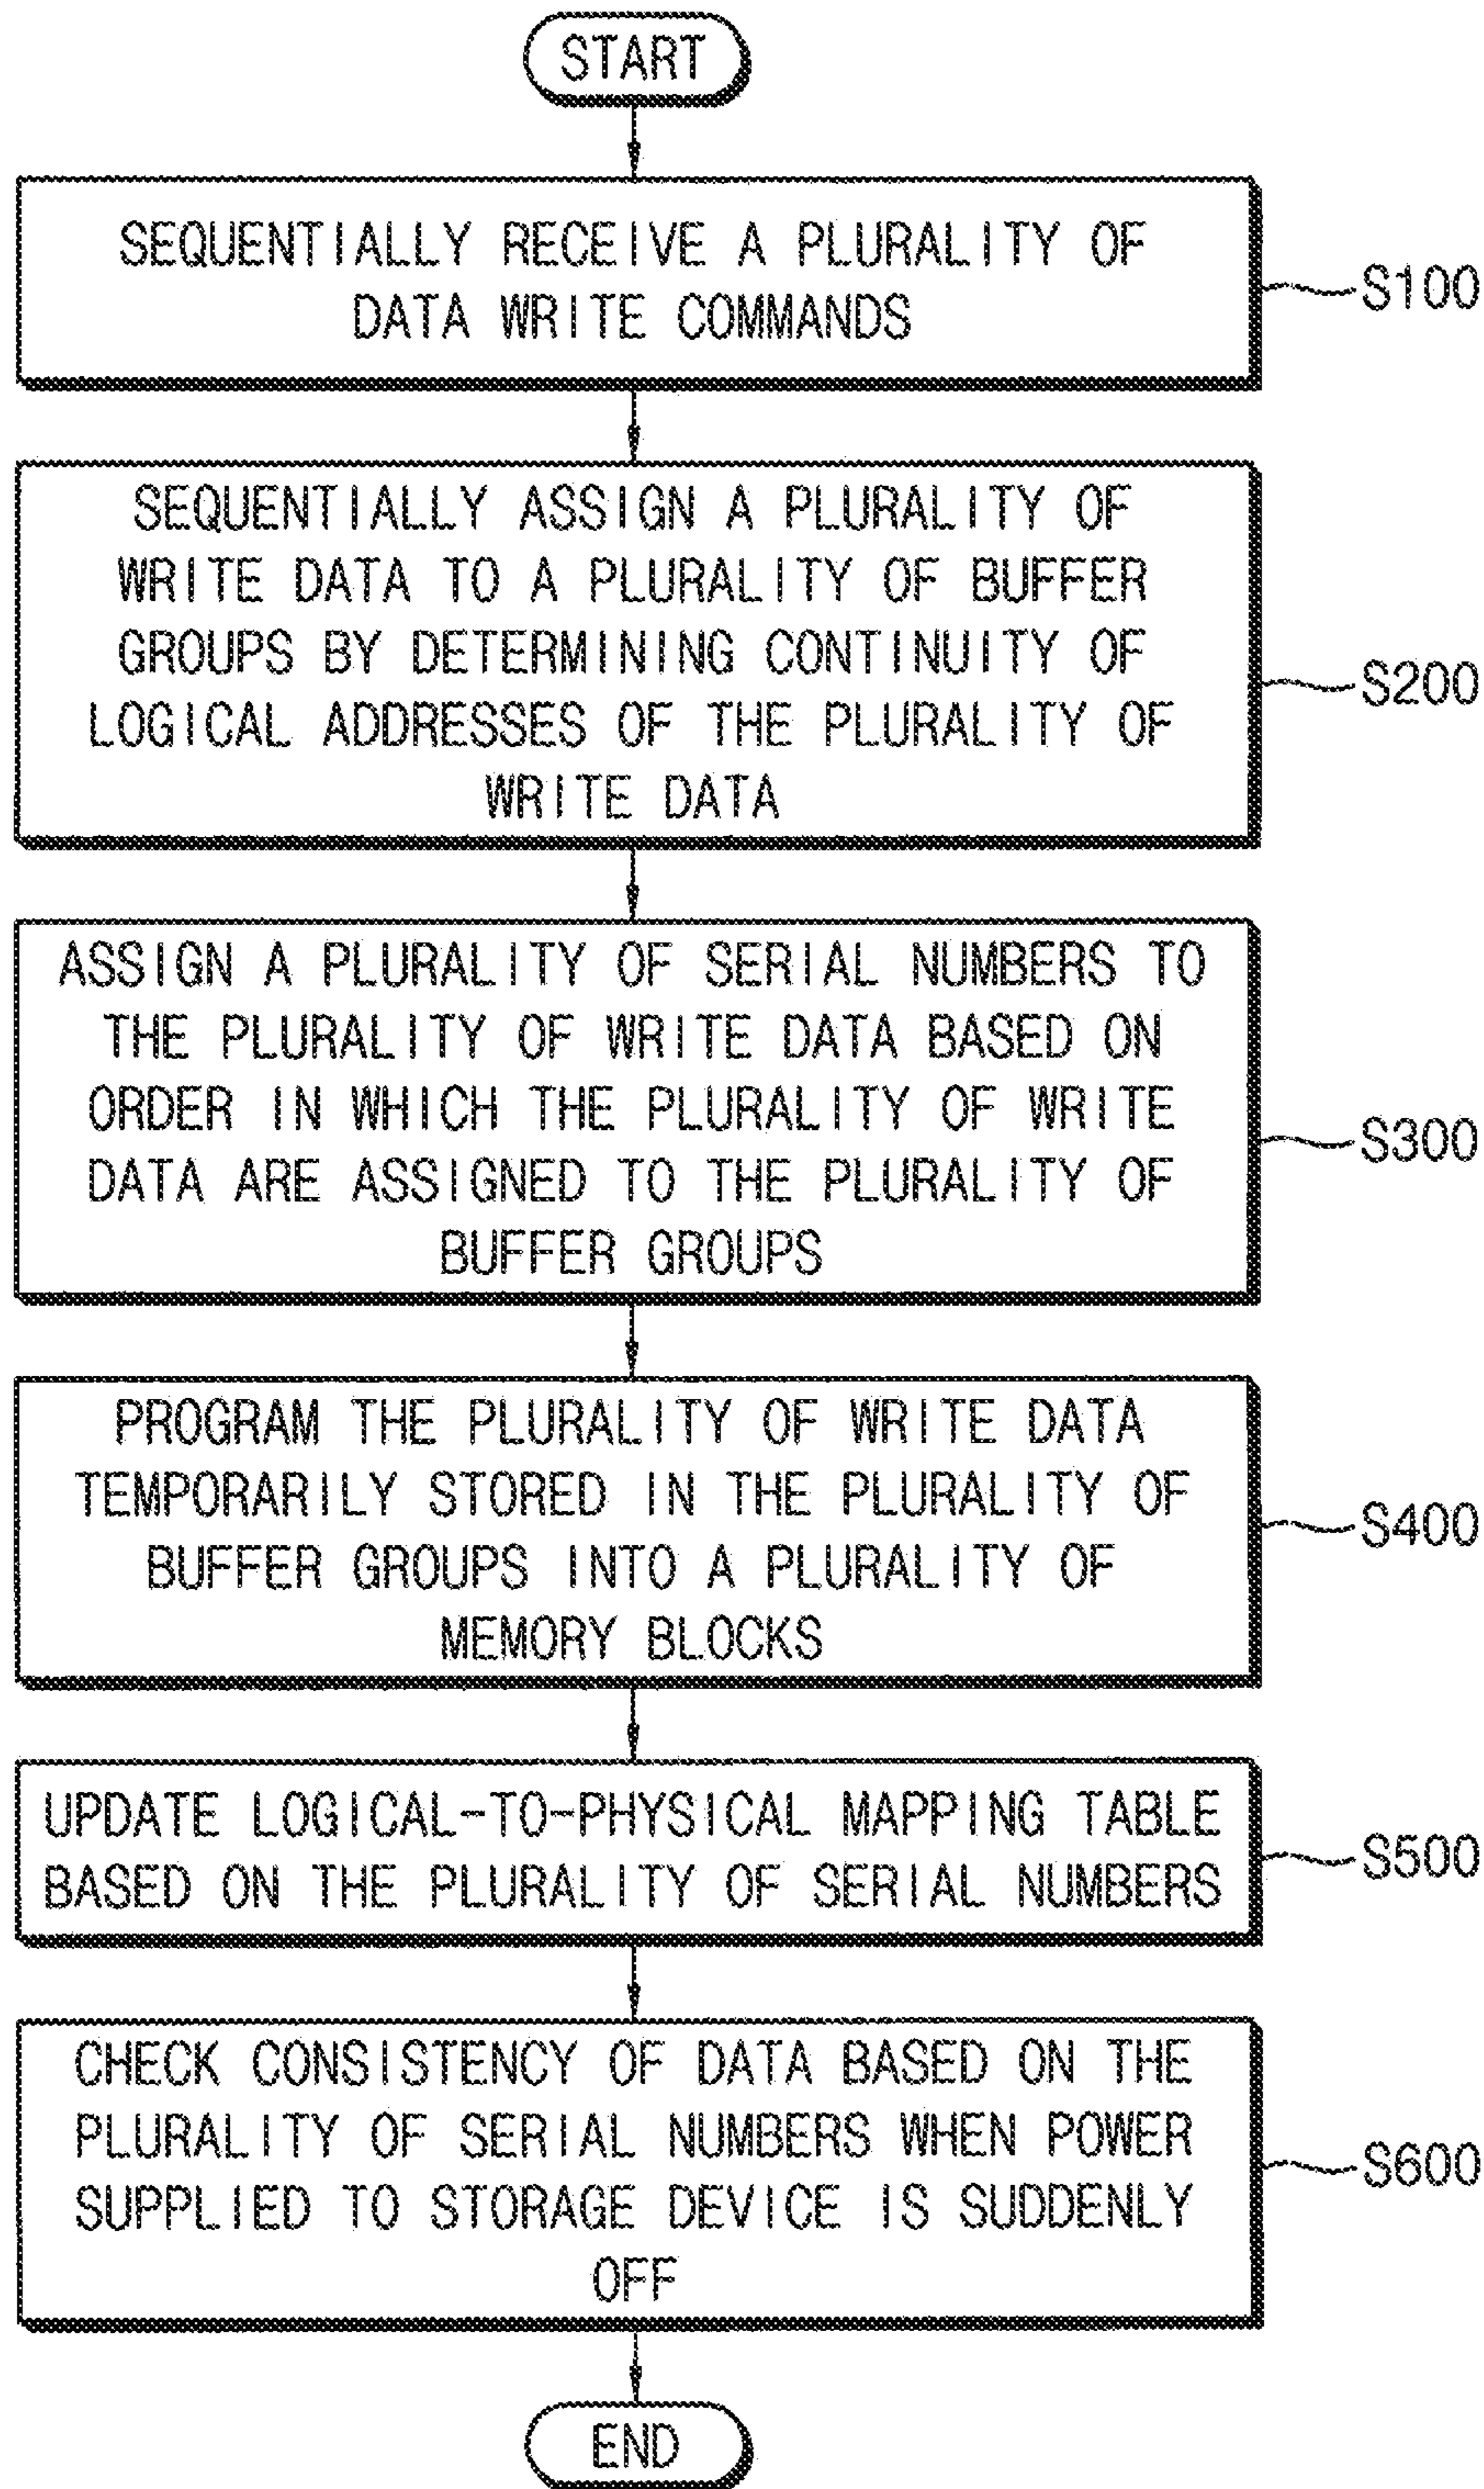 START
SEQUENTIALLY RECEIVE A PLURALITY OF
DATA WRITE COMMANDS
S100
SEQUENTIALLY ASSIGN A PLURALITY OF
WRITE DATA TO A PLURALITY OF BUFFER
GROUPS BY DETERMINING CONTINUITY OF
LOGICAL ADDRESSES OF THE PLURALITY OF
WRITE DATA
S200
ASSIGN A PLURALITY OF SERIAL NUMBERS TO
THE PLURALITY OF WRITE DATA BASED ON
ORDER IN WHICH THE PLURALITY OF WRITE
DATA ARE ASSIGNED TO THE PLURALITY OF
BUFFER GROUPS
S300
PROGRAM THE PLURALITY OF WRITE DATA
TEMPORARILY STORED IN THE PLURALITY OF
BUFFER GROUPS INTO A PLURALITY OF
MEMORY BLOCKS
S400
UPDATE LOGICAL-TO-PHYSICAL MAPPING TABLE
BASED ON THE PLURALITY OF SERIAL NUMBERS
S500
CHECK CONSISTENCY OF DATA BASED ON THE
PLURALITY OF SERIAL NUMBERS WHEN POWER
SUPPLIED TO STORAGE DEVICE IS SUDDENLY
OFF
S600
END